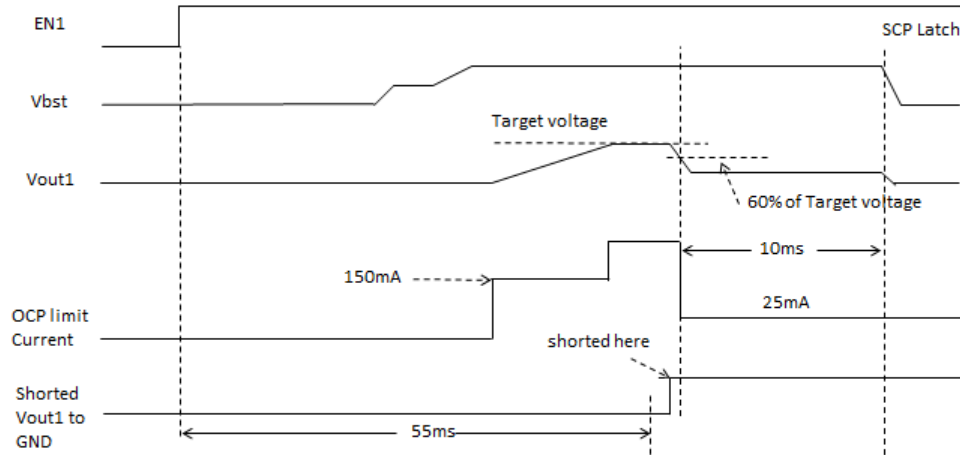 EN1
SCP Latch
Vbst
Target voltage
Vout1
60% of Target voltage
10ms
150mA
25mA
OCP limit
Current
shorted here
Shorted
Vout1 to
GND
55ms